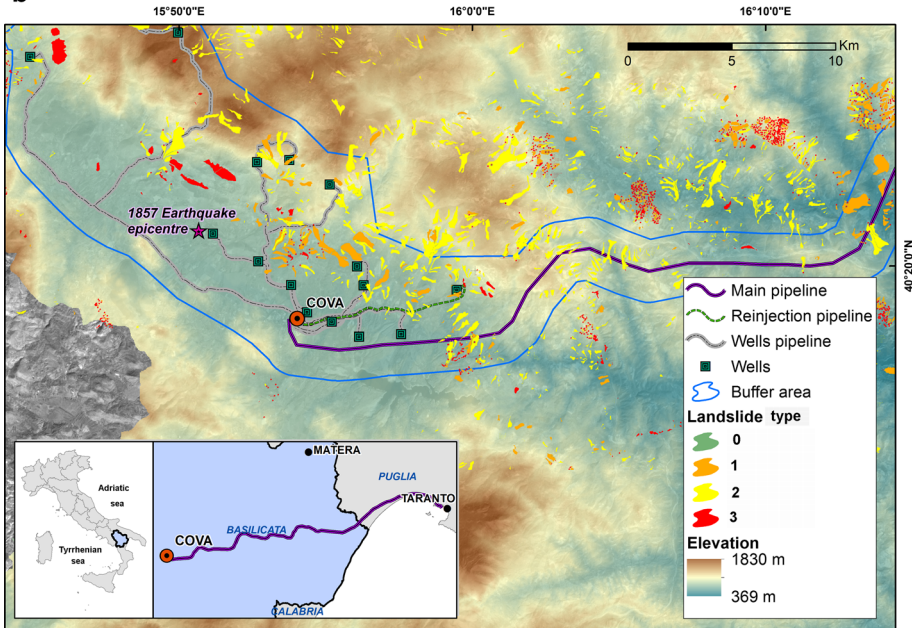 15°50'0"E
16°0'0"E
16°10'0"E
Km
0
5
10
1857 Earthquake
epicentre
40°20'0"N
COVA
Main pipeline
Reinjection pipeline
Wells pipeline
Wells
Buffer area
Landslide type
0
1
2
3
Elevation
1830 m
369 m
MATERA
PUGLIA
TARANTO
Adriatic
sea
BASILICATA
COVA
Tyrrhenian
sea
CALABRIA